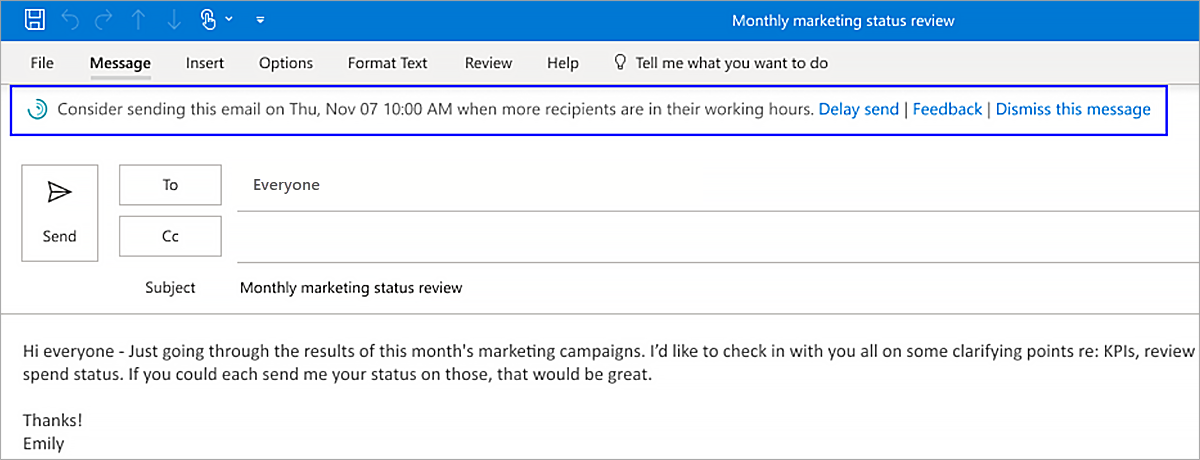 Monthly marketing status review
File Message Insert Options Format Text Review Help Tell me what you want to do
Consider sending this email on Thu, Nov 07 10:00 AM when more recipients are in their working hours. Delay send | Feedback | Dismiss this message
To Everyone
Send Cc
Subject Monthly marketing status review
Hi everyone - Just going through the results of this month's marketing campaigns. I'd like to check in with you all on some clarifying points re: KPIs, review
spend status. If you could each send me your status on those, that would be great.
Thanks!
Emily